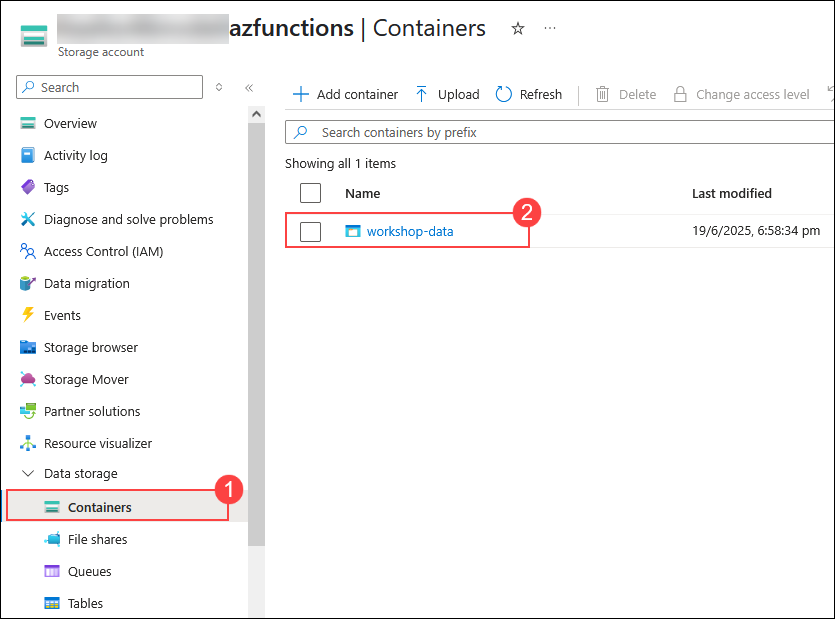 azfunctions | Containers
Storage account
Search
Add container
Upload
Refresh
Delete
Change access level
Overview
Activity log
Tags
Diagnose and solve problems
Access Control (IAM)
Data migration
Events
Storage browser
Storage Mover
Partner solutions
Resource visualizer
Data storage
1
Containers
File shares
Queues
Tables
Search containers by prefix
Showing all 1 items
Name
Last modified
2
workshop-data
19/6/2025, 6:58:34 pm